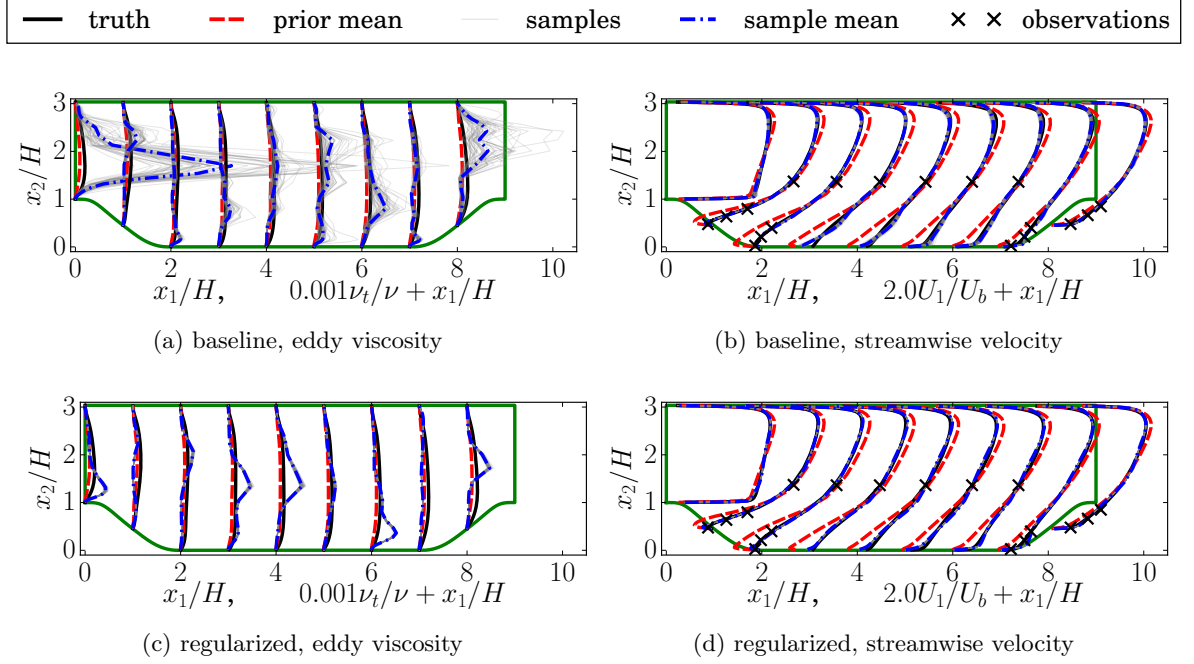 truth prior mean samples sample mean × × observations
3
2
1
0
x₂/H
0 2 4 6 8 10
x₁/H, 0.001ν_t/ν + x₁/H
(a) baseline, eddy viscosity
3
2
1
0
x₂/H
0 2 4 6 8 10
x₁/H, 2.0U₁/U_b + x₁/H
(b) baseline, streamwise velocity
3
2
1
0
x₂/H
0 2 4 6 8 10
x₁/H, 0.001ν_t/ν + x₁/H
(c) regularized, eddy viscosity
3
2
1
0
x₂/H
0 2 4 6 8 10
x₁/H, 2.0U₁/U_b + x₁/H
(d) regularized, streamwise velocity